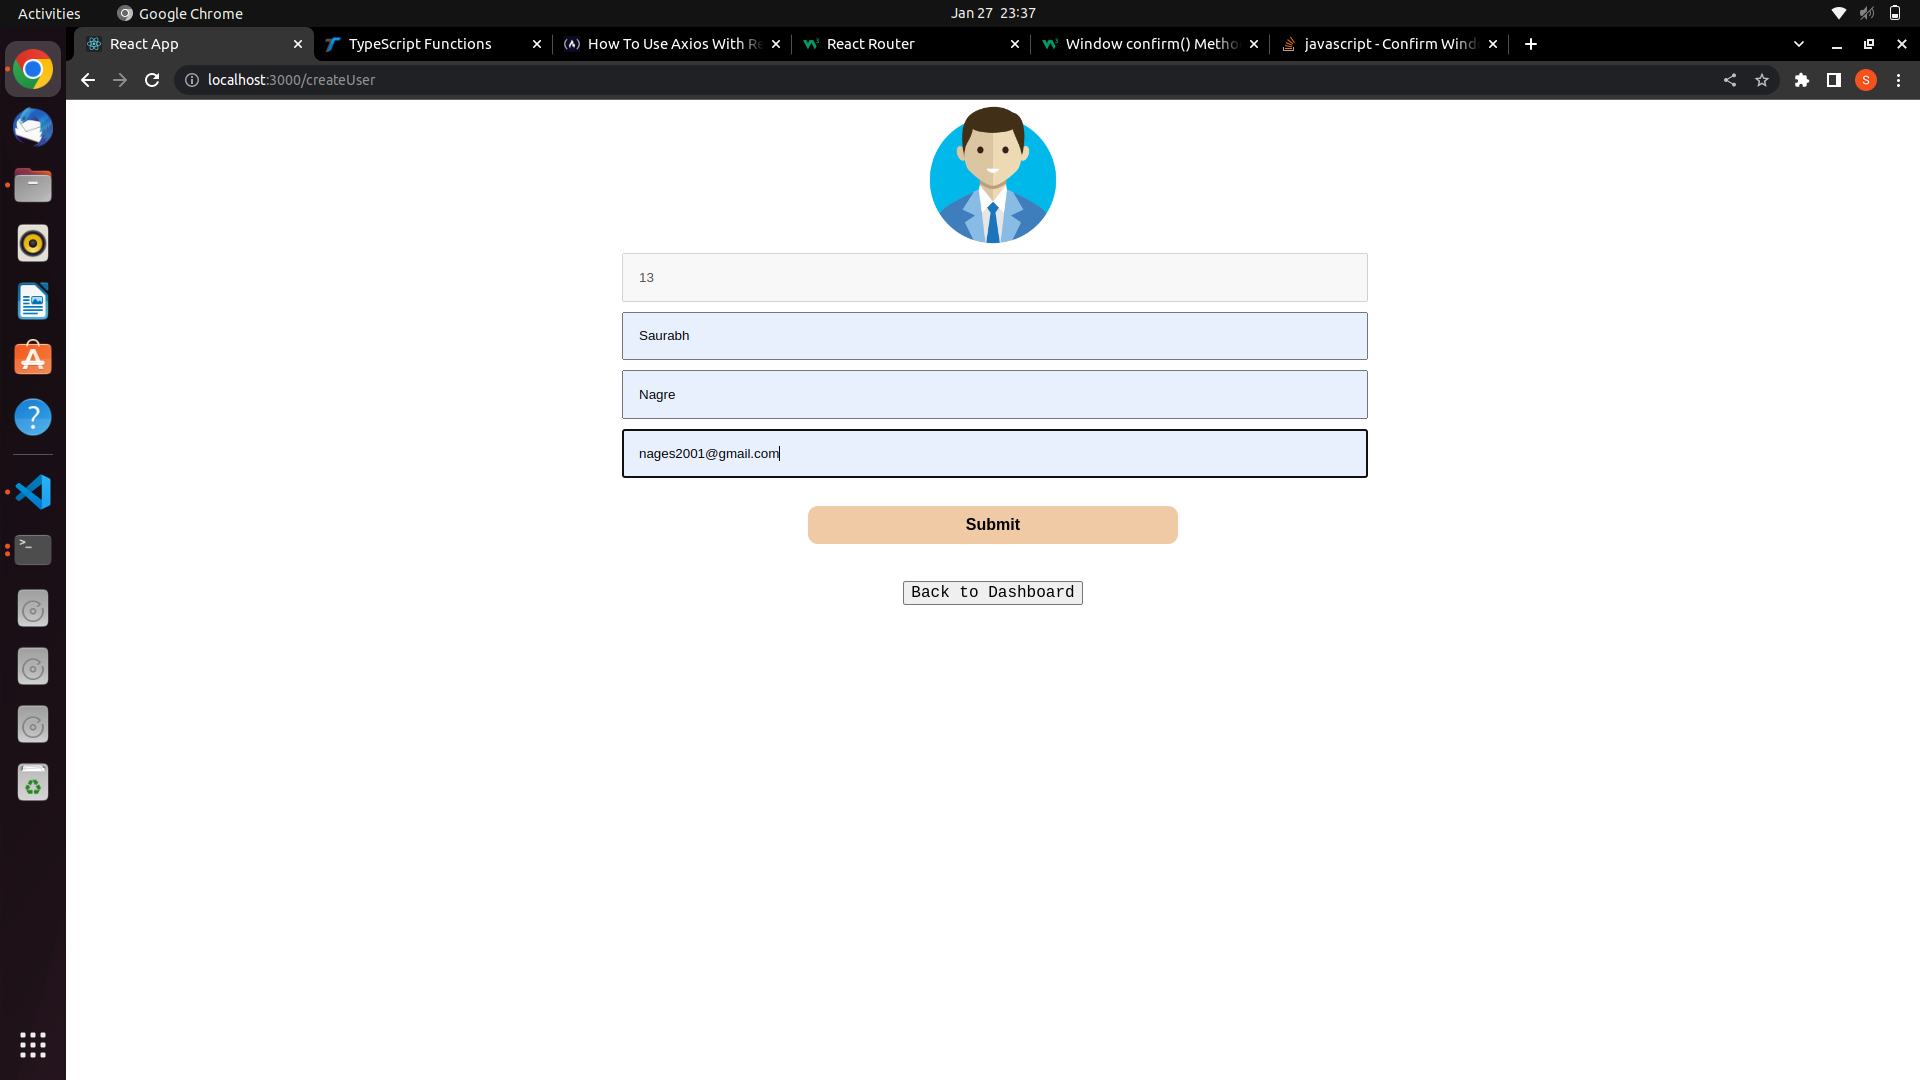 Activities
Google Chrome
Jan 27 23:37
React App
TypeScript Functions
How To Use Axios With Re
React Router
Window confirm() Metho
javascript - Confirm Wind
localhost:3000/createUser
S
13
Saurabh
Nagre
nages2001@gmail.com
Submit
Back to Dashboard